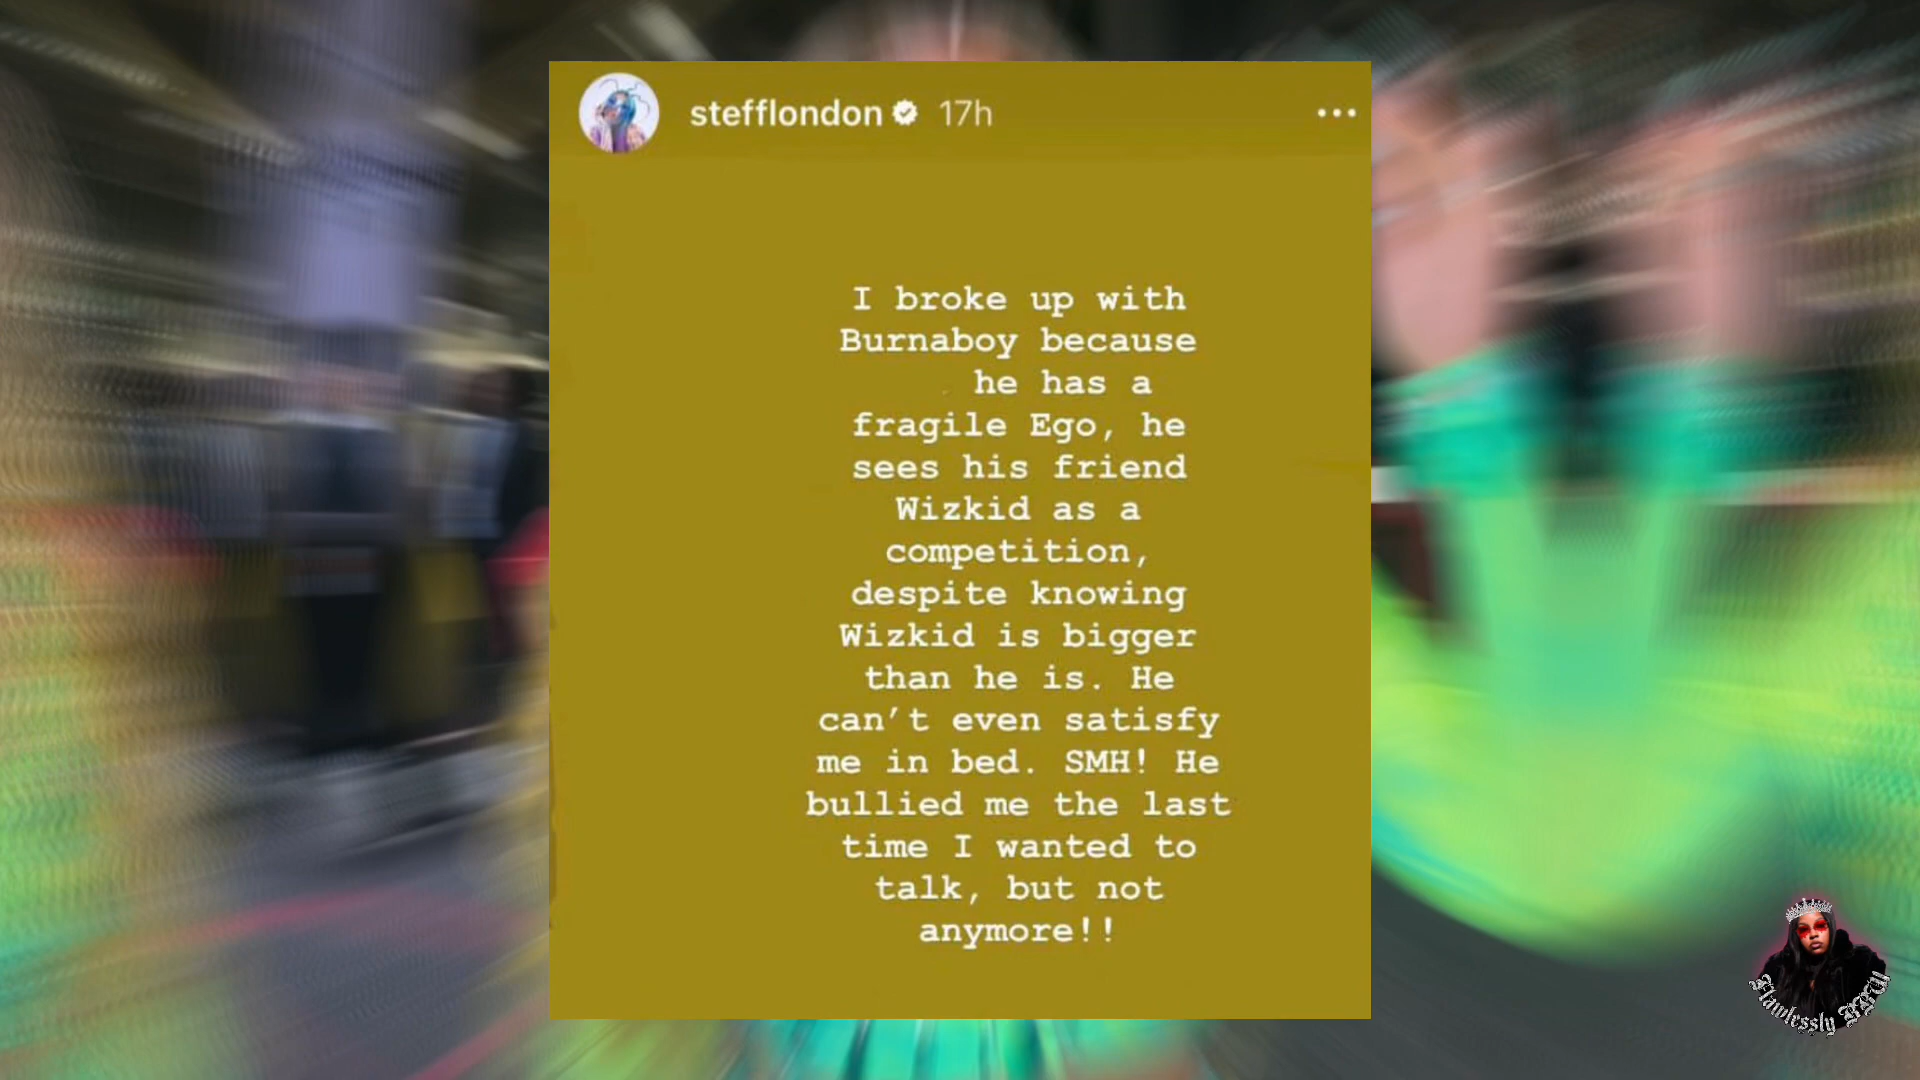 stefflondon 17h
I broke up with
Burnaboy because
he has a
fragile Ego, he
sees his friend
Wizkid as a
competition,
despite knowing
Wizkid is bigger
than he is. He
can't even satisfy
me in bed. SMH! He
bullied me the last
time I wanted to
talk, but not
anymore!!
Flawlessly